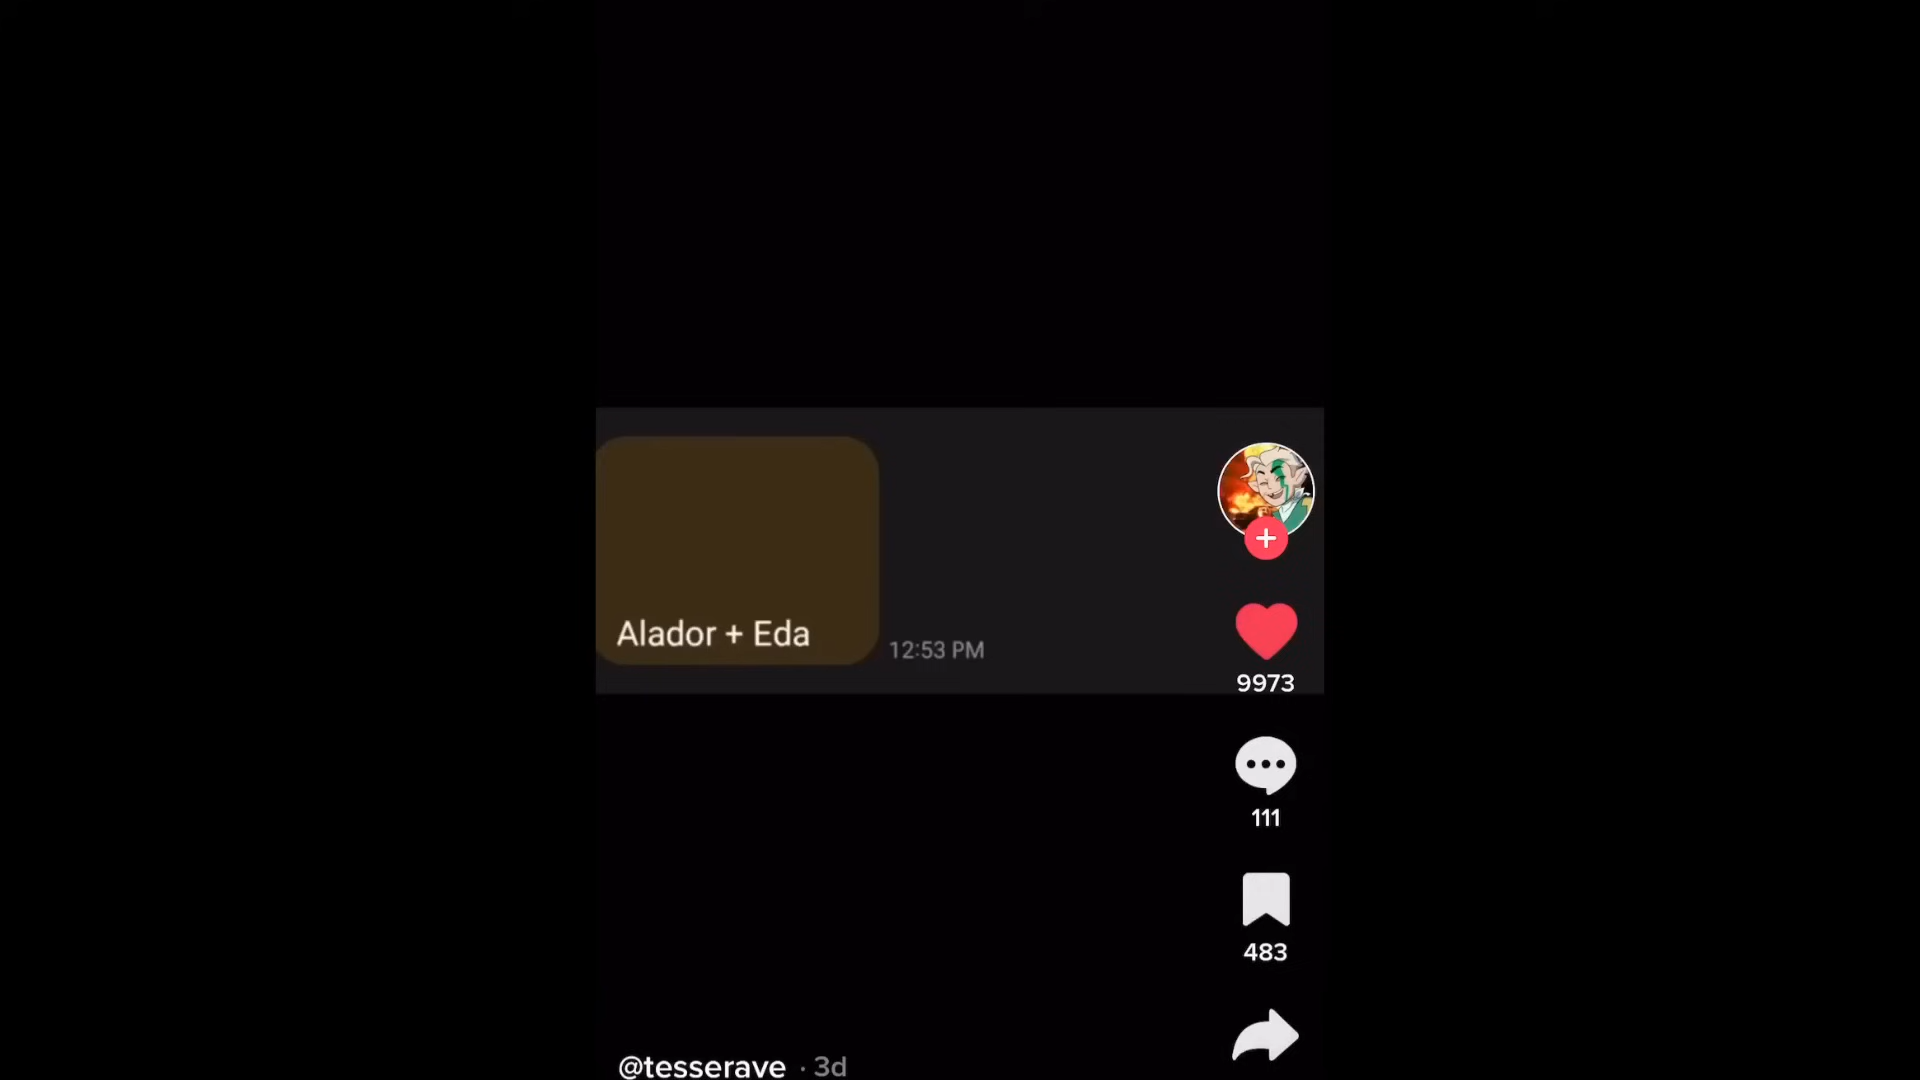 Alador + Eda
12:53 PM
9973
111
483
@tesserave · 3d